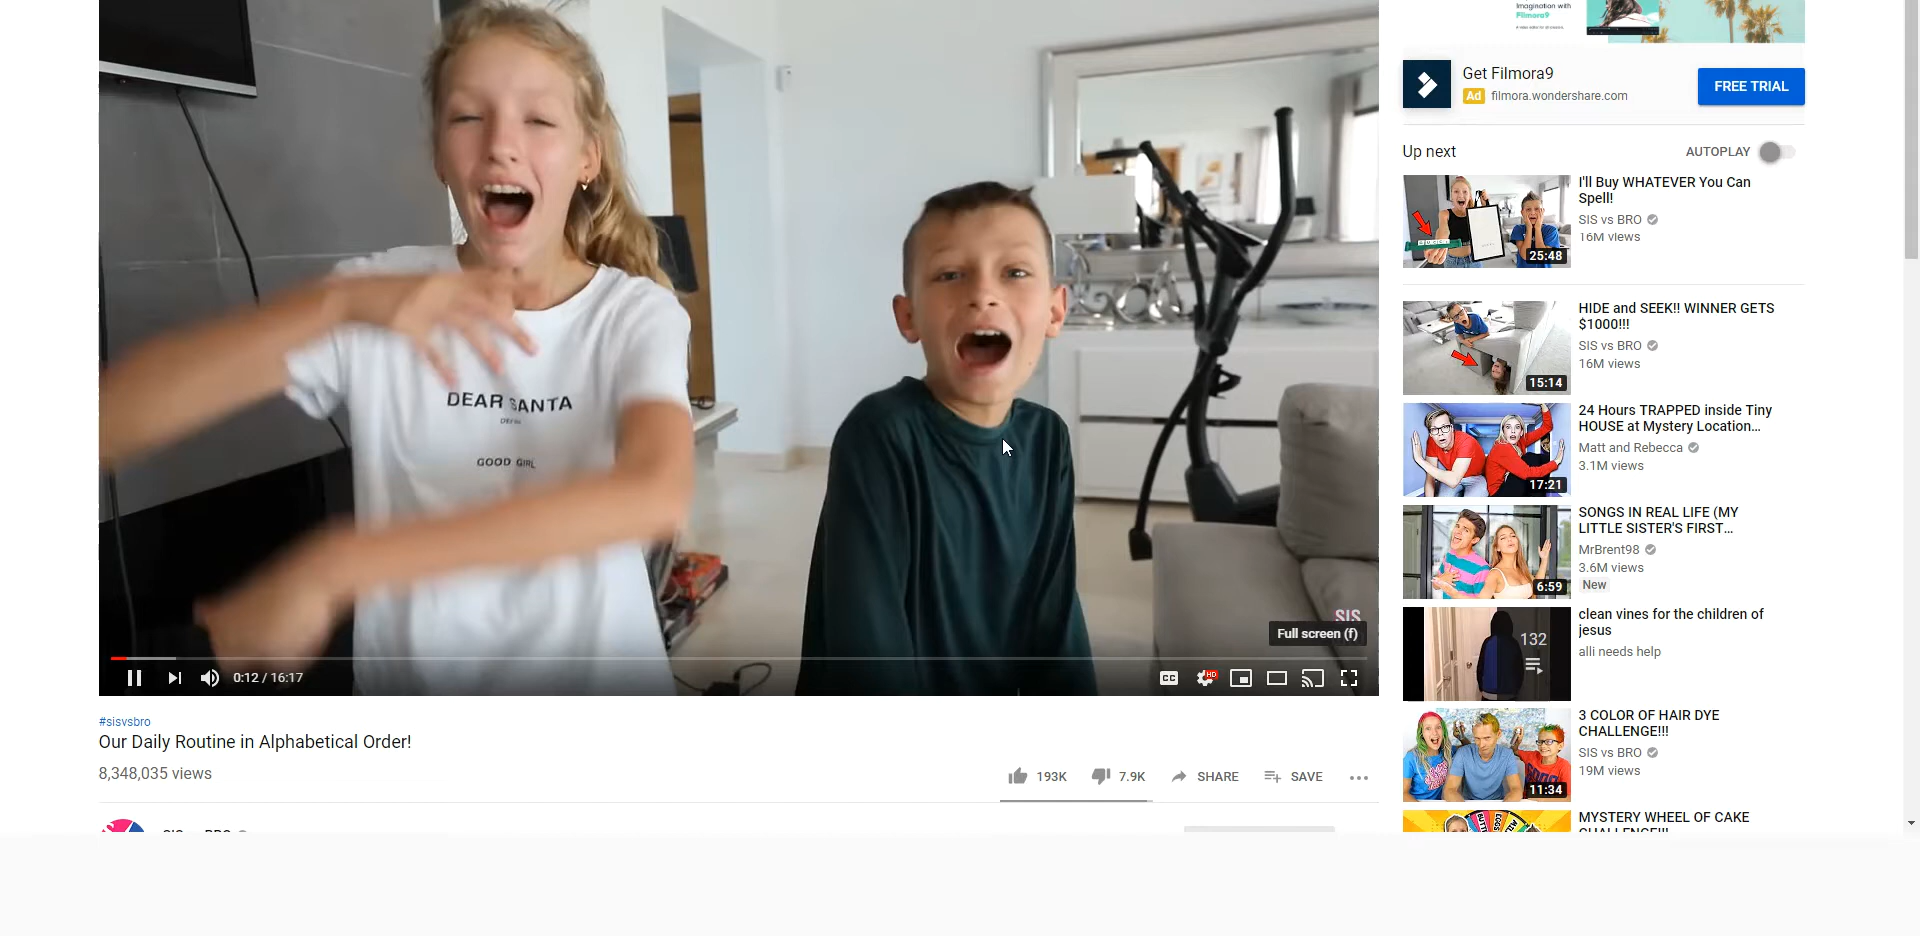 DEAR SANTA
GOOD GIRL
SIS
Full screen (f)
0:12 / 16:17
CC
HD
#sisvsbro
Our Daily Routine in Alphabetical Order!
8,348,035 views
193K
7.9K
SHARE
SAVE
Imagination with
Filmora9
Get Filmora9
Ad filmora.wondershare.com
FREE TRIAL
Up next
AUTOPLAY
I'll Buy WHATEVER You Can
Spell!
SIS vs BRO
16M views
25:48
HIDE and SEEK!! WINNER GETS
$1000!!!
SIS vs BRO
16M views
15:14
24 Hours TRAPPED inside Tiny
HOUSE at Mystery Location...
Matt and Rebecca
3.1M views
17:21
SONGS IN REAL LIFE (MY
LITTLE SISTER'S FIRST...
MrBrent98
3.6M views
New
6:59
clean vines for the children of
jesus
alli needs help
132
3 COLOR OF HAIR DYE
CHALLENGE!!!
SIS vs BRO
19M views
11:34
MYSTERY WHEEL OF CAKE